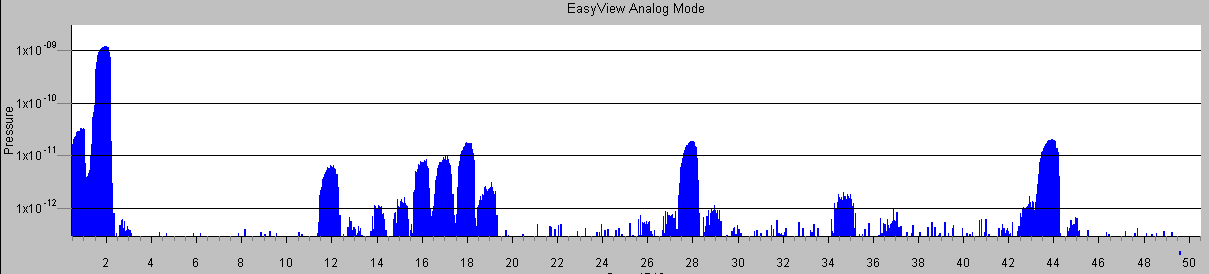 EasyView Analog Mode
1x10 -09
1x10 -10
1x10 -11
1x10 -12
Pressure
2 4 6 8 10 12 14 16 18 20 22 24 26 28 30 32 34 36 38 40 42 44 46 48 50